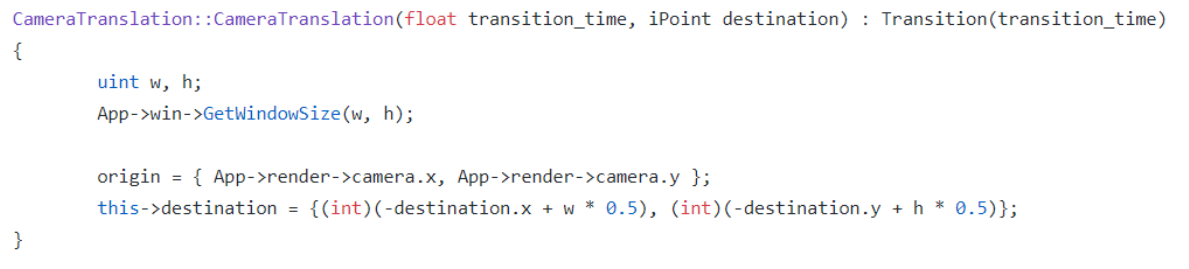 CameraTranslation::CameraTranslation(float transition_time, iPoint destination) : Transition(transition_time)
{
uint w, h;
App->win->GetWindowSize(w, h);
origin = { App->render->camera.x, App->render->camera.y };
this->destination = {(int)(-destination.x + w * 0.5), (int)(-destination.y + h * 0.5)};
}